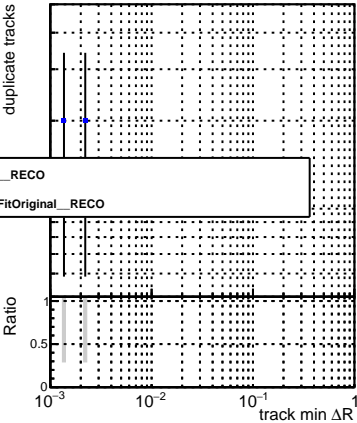 duplicate tracks
__RECO
FitOriginal__RECO
Ratio
1
0.5
0
10⁻³ 10⁻² 10⁻¹ 1
track min ΔR